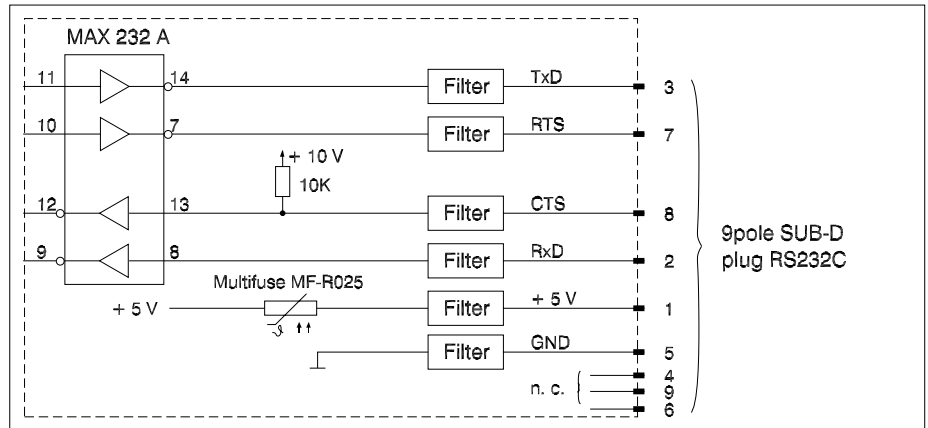 MAX 232 A
11 14 Filter TxD 3
10 7 Filter RTS 7
+ 10 V
10K
12 13 Filter CTS 8
9 8 Filter RxD 2
9pole SUB-D
plug RS232C
Multifuse MF-R025
+ 5 V Filter + 5 V 1
ϑ
Filter GND 5
n. c. 4
9
6